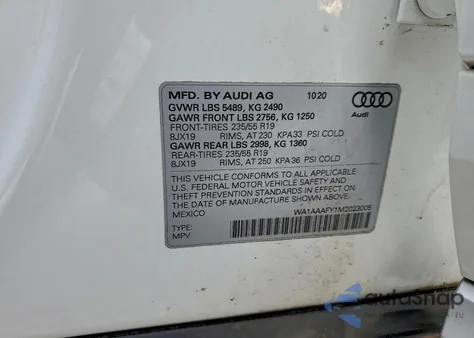 MFD. BY AUDI AG 10 20
GVWR LBS 5489, KG 2490
GAWR FRONT LBS 2756, KG 1250
FRONT-TIRES 235/55 R19
8JX19 RIMS, AT 230 KPA33 PSI COLD
GAWR REAR LBS 2998, KG 1360
REAR-TIRES 235/55 R19
8JX19 RIMS, AT 250 KPA36 PSI COLD
THIS VEHICLE CONFORMS TO ALL APPLICABLE
U.S. FEDERAL MOTOR VEHICLE SAFETY AND
THEFT PREVENTION STANDARDS IN EFFECT ON THE
DATE OF MANUFACTURE SHOWN ABOVE.
MEXICO WA1AAAFY1M2023005
TYPE:
MPV
Audi
autoSnap